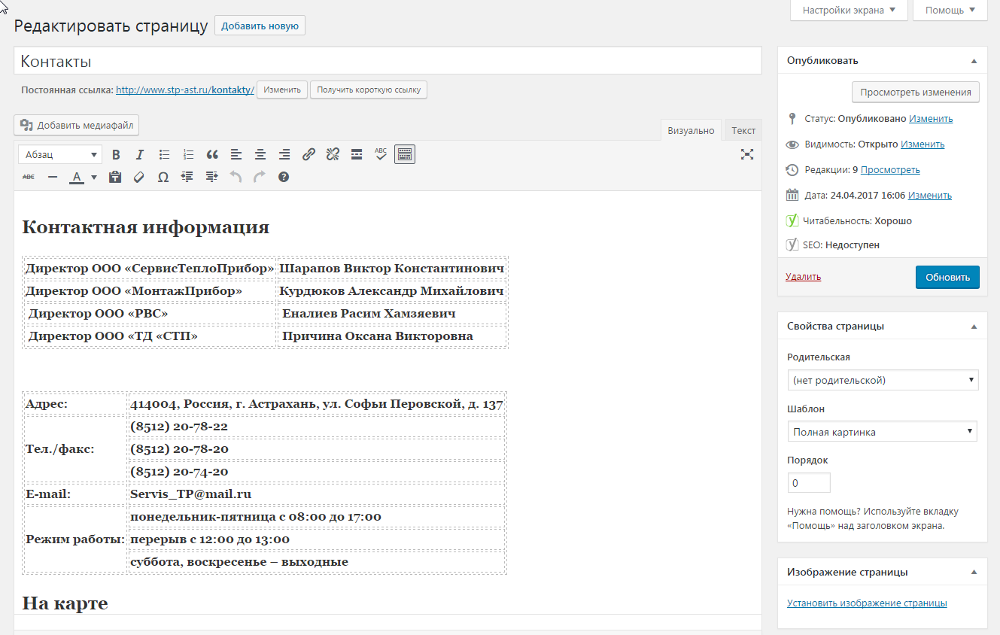 Настройки экрана
Помощь
Редактировать страницу
Добавить новую
Контакты
Постоянная ссылка: http://www.stp-ast.ru/kontakty/ Изменить Получить короткую ссылку
Добавить медиафайл
Визуально Текст
Абзац B I ABC
ABC A T Ω ?
Контактная информация
Директор ООО «СервисТеплоПрибор» Шарапов Виктор Константинович
Директор ООО «МонтажПрибор» Курдюков Александр Михайлович
Директор ООО «РВС» Еналиев Расим Хамзяевич
Директор ООО «ТД «СТП» Причина Оксана Викторовна
Адрес: 414004, Россия, г. Астрахань, ул. Софьи Перовской, д. 137
Тел./факс:
(8512) 20-78-22
(8512) 20-78-20
(8512) 20-74-20
E-mail: Servis_TP@mail.ru
Режим работы:
понедельник-пятница с 08:00 до 17:00
перерыв с 12:00 до 13:00
суббота, воскресенье – выходные
На карте
Опубликовать
Просмотреть изменения
Статус: Опубликовано Изменить
Видимость: Открыто Изменить
Редакции: 9 Просмотреть
Дата: 24.04.2017 16:06 Изменить
Читабельность: Хорошо
SEO: Недоступен
Удалить
Обновить
Свойства страницы
Родительская
(нет родительской)
Шаблон
Полная картинка
Порядок
0
Нужна помощь? Используйте вкладку
«Помощь» над заголовком экрана.
Изображение страницы
Установить изображение страницы